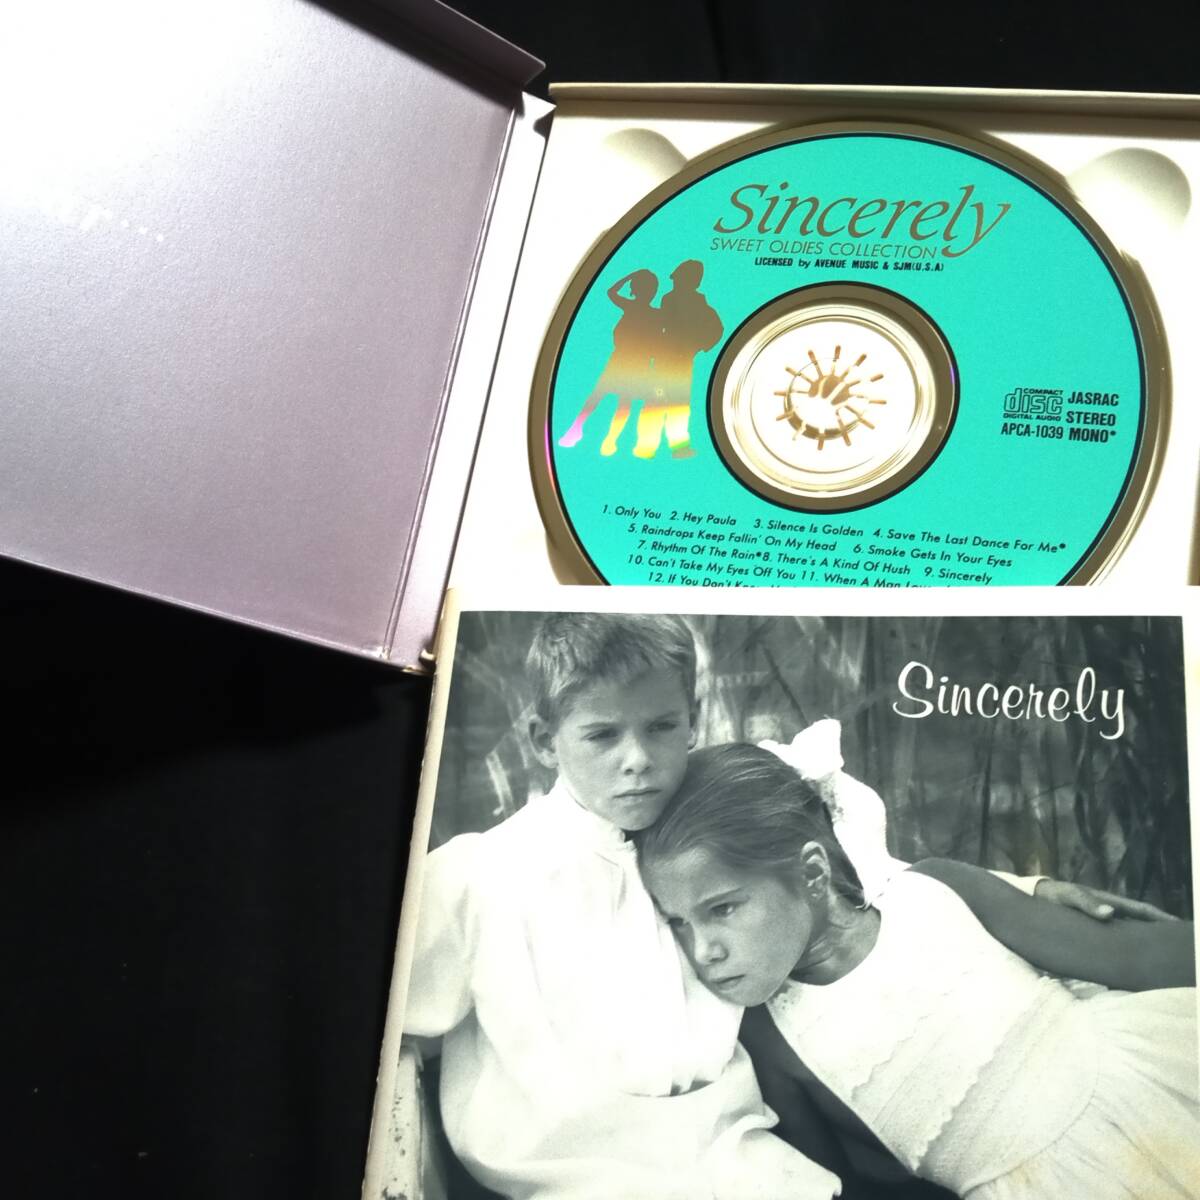 Sincerely
SWEET OLDIES COLLECTION
LICENSED by AVENUE MUSIC & SJM(U.S.A)
COMPACT
disc
DIGITAL AUDIO
APCA-1039
JASRAC
STEREO
MONO*
1. Only You 2. Hey Paula 3. Silence Is Golden 4. Save The Last Dance For Me*
5. Raindrops Keep Fallin' On My Head 6. Smoke Gets In Your Eyes
7. Rhythm Of The Rain*8. There's A Kind Of Hush 9. Sincerely
10. Can't Take My Eyes Off You 11. When A Man
12. If You Don't
Sincerely